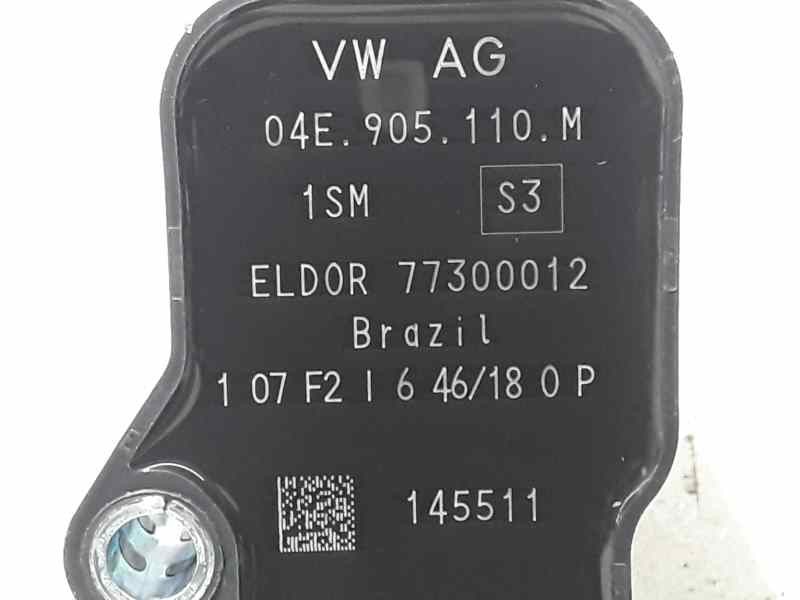 VW AG
04E.905.110.M
1SM S3
ELDOR 77300012
Brazil
1 07 F2 I 6 46/18 0 P
145511